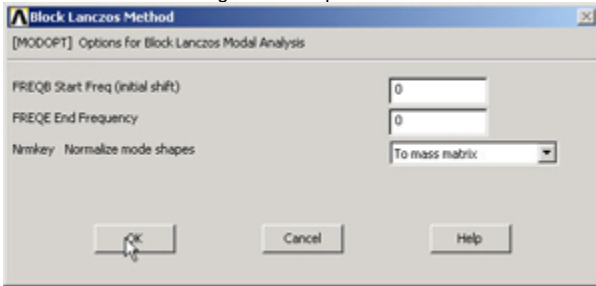 Block Lanczos Method
[MODOPT] Options for Block Lanczos Modal Analysis
FREQB Start Freq (initial shift) 0
FREQE End Frequency 0
Nrmkey Normalize mode shapes To mass matrix
OK Cancel Help